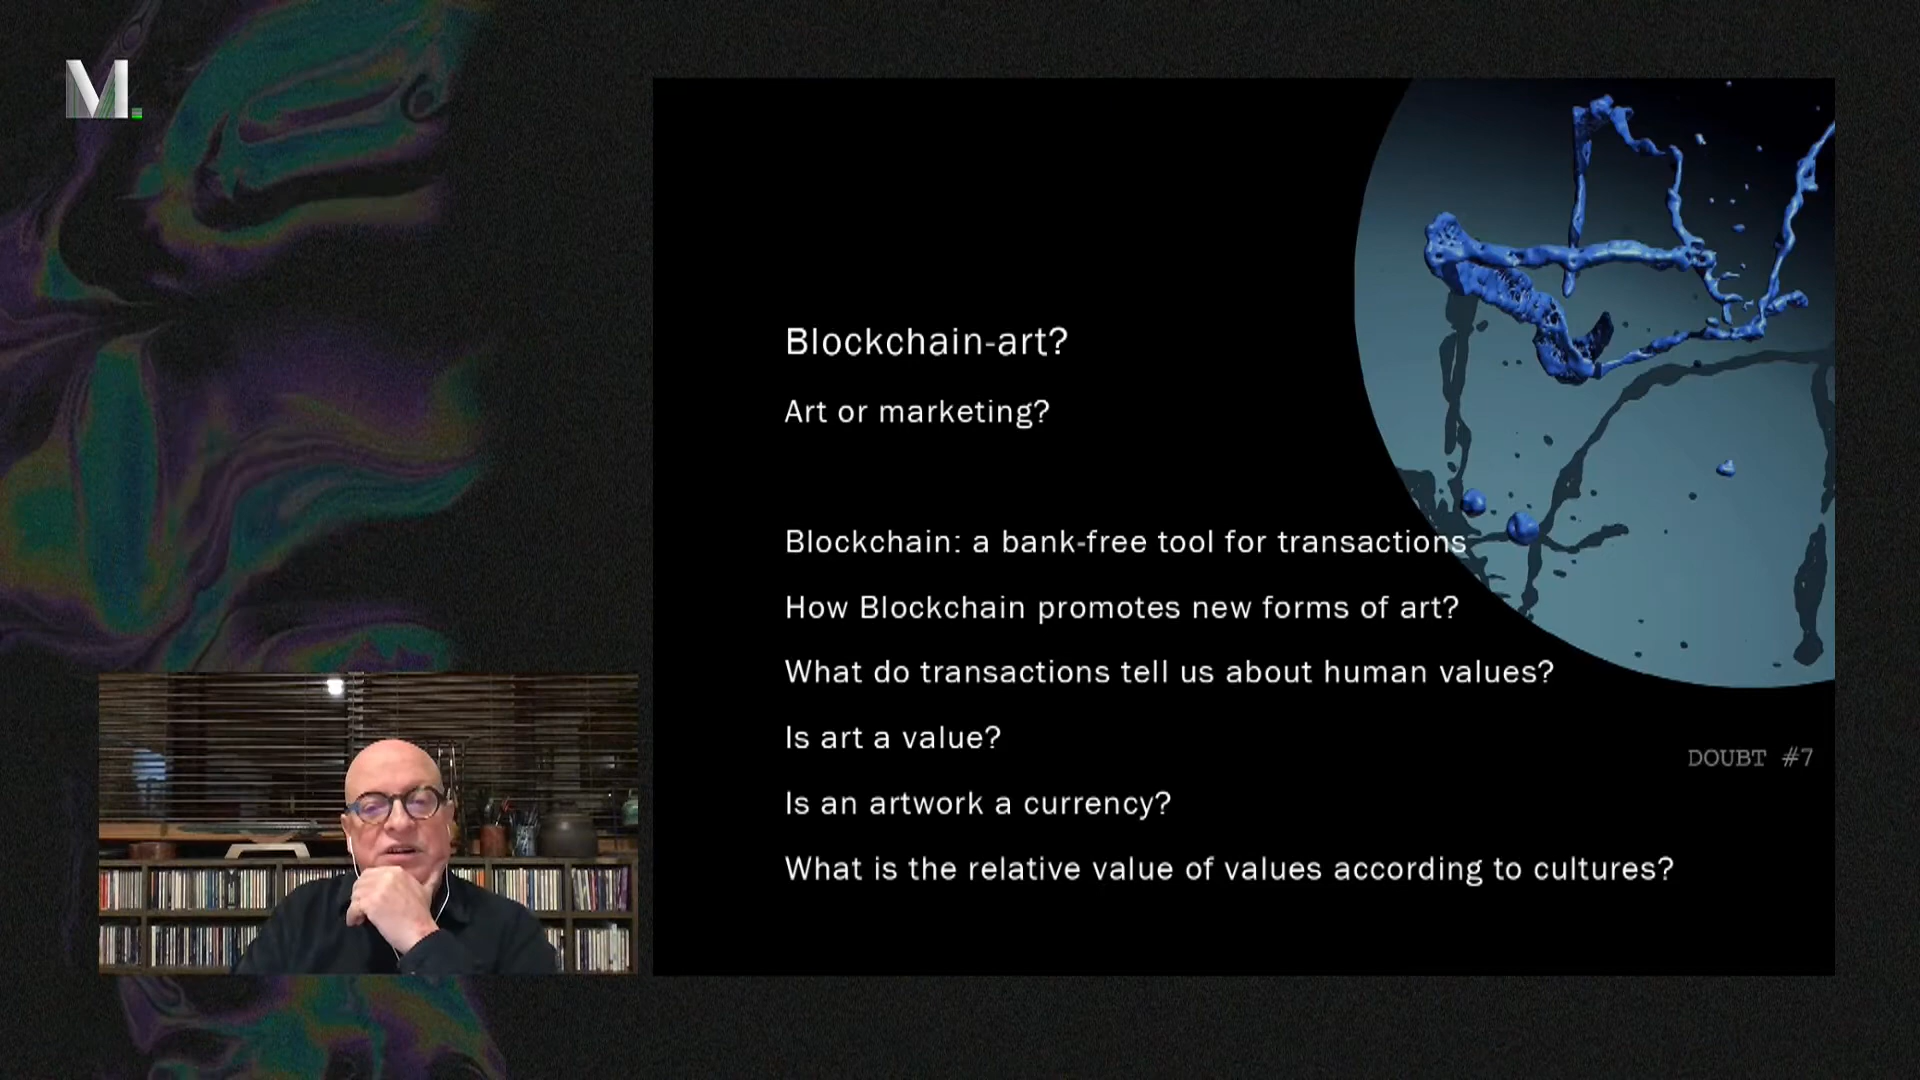 M.
Blockchain-art?
Art or marketing?
Blockchain: a bank-free tool for transactions
How Blockchain promotes new forms of art?
What do transactions tell us about human values?
Is art a value?
DOUBT #7
Is an artwork a currency?
What is the relative value of values according to cultures?